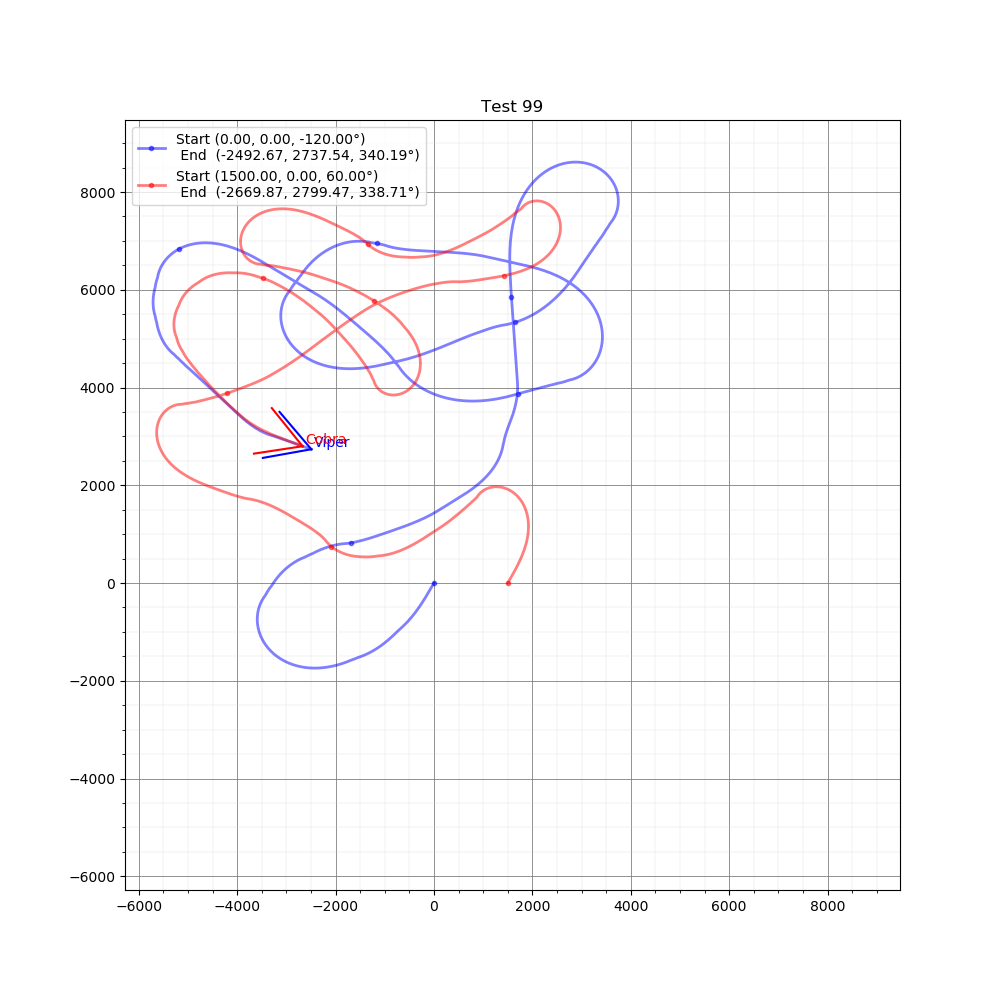 Test 99
Start (0.00, 0.00, -120.00°)
End  (-2492.67, 2737.54, 340.19°)
Start (1500.00, 0.00, 60.00°)
End  (-2669.87, 2799.47, 338.71°)
8000
6000
4000
2000
0
−2000
−4000
−6000
Cobra
Viper
−6000 −4000 −2000 0 2000 4000 6000 8000